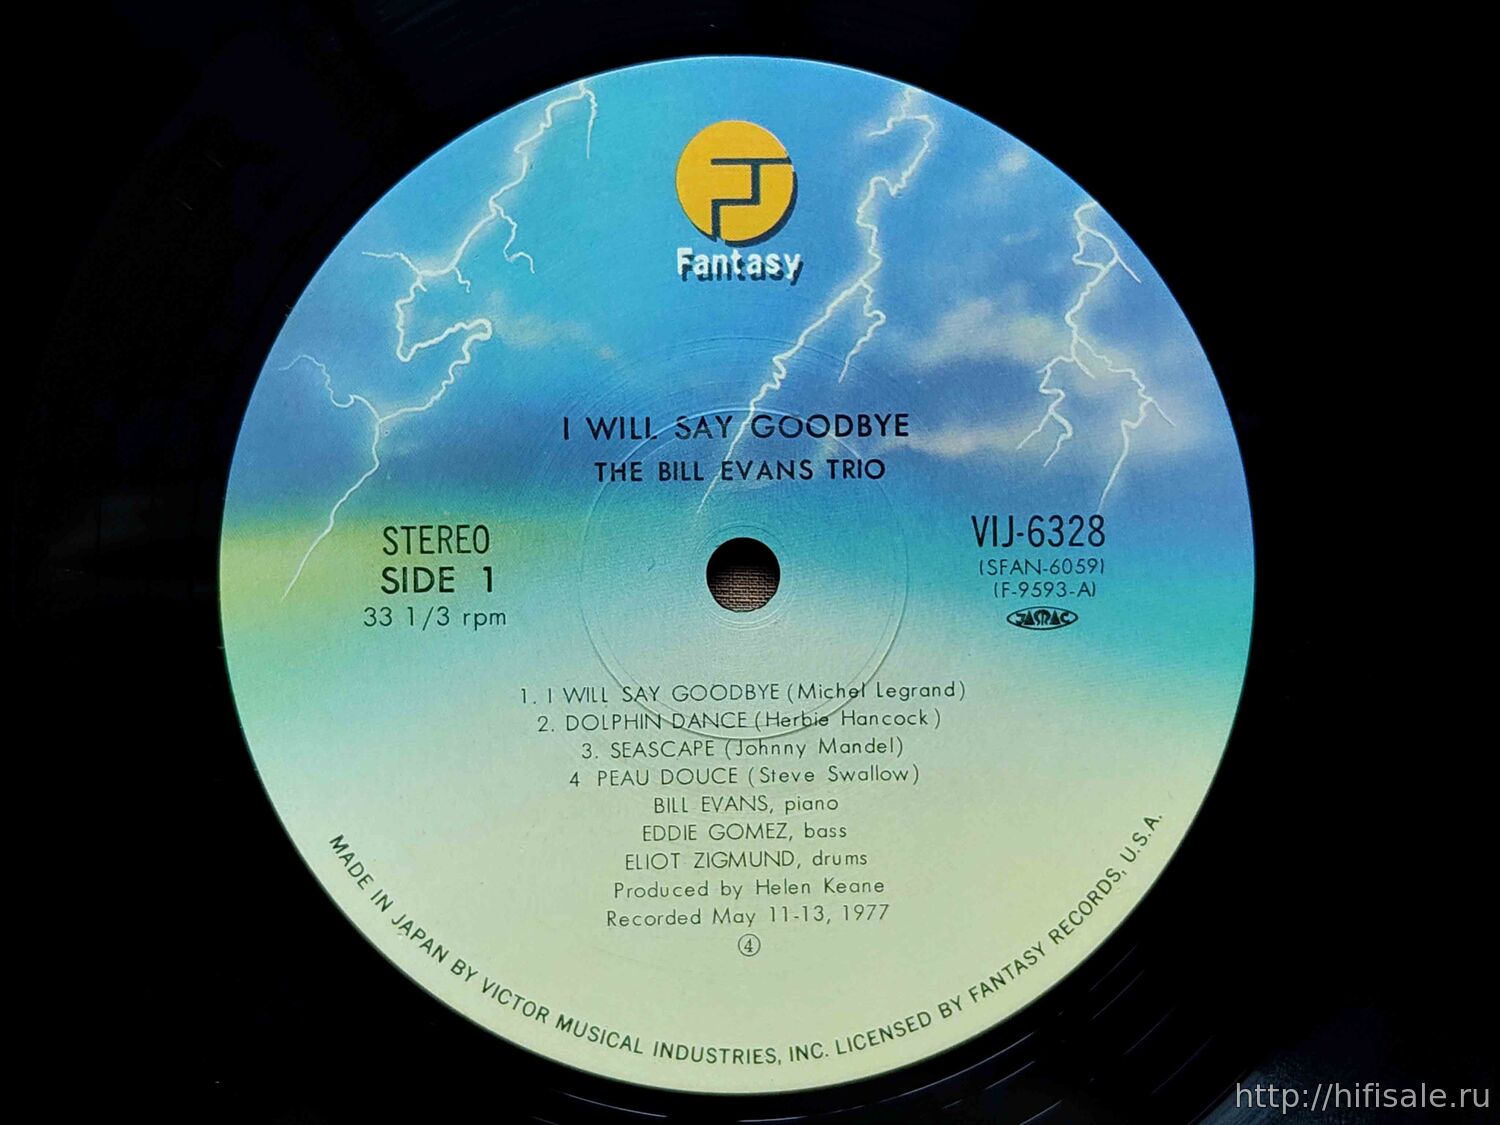 Fantasy
I WILL SAY GOODBYE
THE BILL EVANS TRIO
STEREO
SIDE 1
33 1/3 rpm
VIJ-6328
(SFAN-6059)
(F-9593-A)
JASRAC
1. I WILL SAY GOODBYE (Michel Legrand)
2. DOLPHIN DANCE (Herbie Hancock)
3. SEASCAPE (Johnny Mandel)
4 PEAU DOUCE (Steve Swallow)
BILL EVANS, piano
EDDIE GOMEZ, bass
ELIOT ZIGMUND, drums
Produced by Helen Keane
Recorded May 11-13, 1977
④
MADE IN JAPAN BY VICTOR MUSICAL INDUSTRIES, INC. LICENSED BY FANTASY RECORDS, U.S.A.
http://hifisale.ru